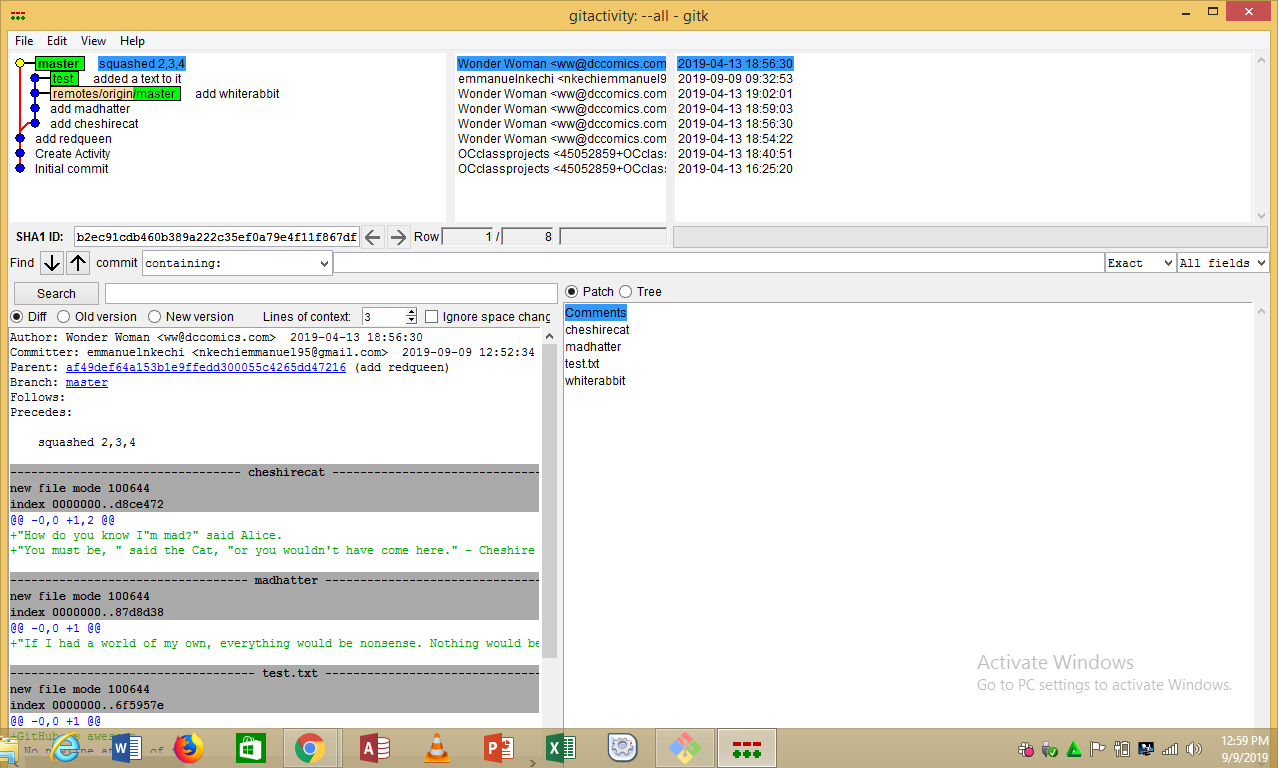 gitactivity: --all - gitk
File Edit View Help
master squashed 2,3,4 Wonder Woman <ww@dccomics.com 2019-04-13 18:56:30
test added a text to it emmanuelnkechi <nkechiemmanuel9 2019-09-09 09:32:53
remotes/origin/master add whiterabbit Wonder Woman <ww@dccomics.com 2019-04-13 19:02:01
add madhatter Wonder Woman <ww@dccomics.com 2019-04-13 18:59:03
add cheshirecat Wonder Woman <ww@dccomics.com 2019-04-13 18:56:30
add redqueen Wonder Woman <ww@dccomics.com 2019-04-13 18:54:22
Create Activity OCclassprojects <45052859+OCclas 2019-04-13 18:40:51
Initial commit OCclassprojects <45052859+OCclas 2019-04-13 16:25:20
SHA1 ID: b2ec91cdb460b389a222c35ef0a79e4f11f867df Row 1 / 8
Find commit containing: Exact All fields
Search
Patch Tree
Diff Old version New version Lines of context: 3 Ignore space chang
Comments
cheshirecat
madhatter
test.txt
whiterabbit
Author: Wonder Woman <ww@dccomics.com> 2019-04-13 18:56:30
Committer: emmanuelnkechi <nkechiemmanuel95@gmail.com> 2019-09-09 12:52:34
Parent: af49def64a153b1e9ffedd300055c4265dd47216 (add redqueen)
Branch: master
Follows:
Precedes:
squashed 2,3,4
--------------------------------- cheshirecat ------------------------------
new file mode 100644
index 0000000..d8ce472
@@ -0,0 +1,2 @@
+"How do you know I"m mad?" said Alice.
+"You must be, " said the Cat, "or you wouldn't have come here." - Cheshire
---------------------------------- madhatter -------------------------------
new file mode 100644
index 0000000..87d8d38
@@ -0,0 +1 @@
+"If I had a world of my own, everything would be nonsense. Nothing would be
----------------------------------- test.txt -------------------------------
new file mode 100644
index 0000000..6f5957e
@@ -0,0 +1 @@
+GitHub
Activate Windows
Go to PC settings to activate Windows.
12:59 PM
9/9/2019